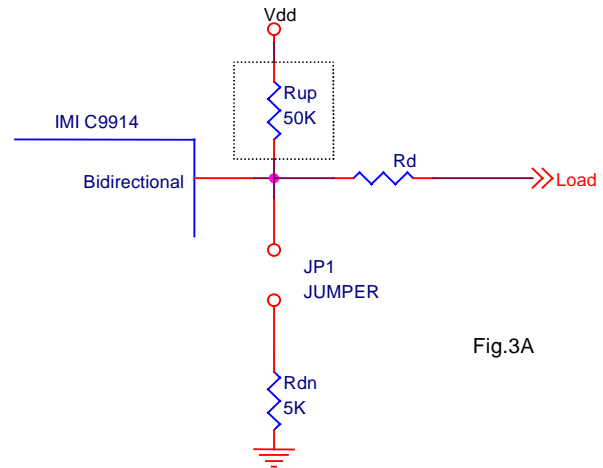 Vdd
Rup
50K
IMI C9914
Rd
Bidirectional
Load
JP1
JUMPER
Fig.3A
Rdn
5K